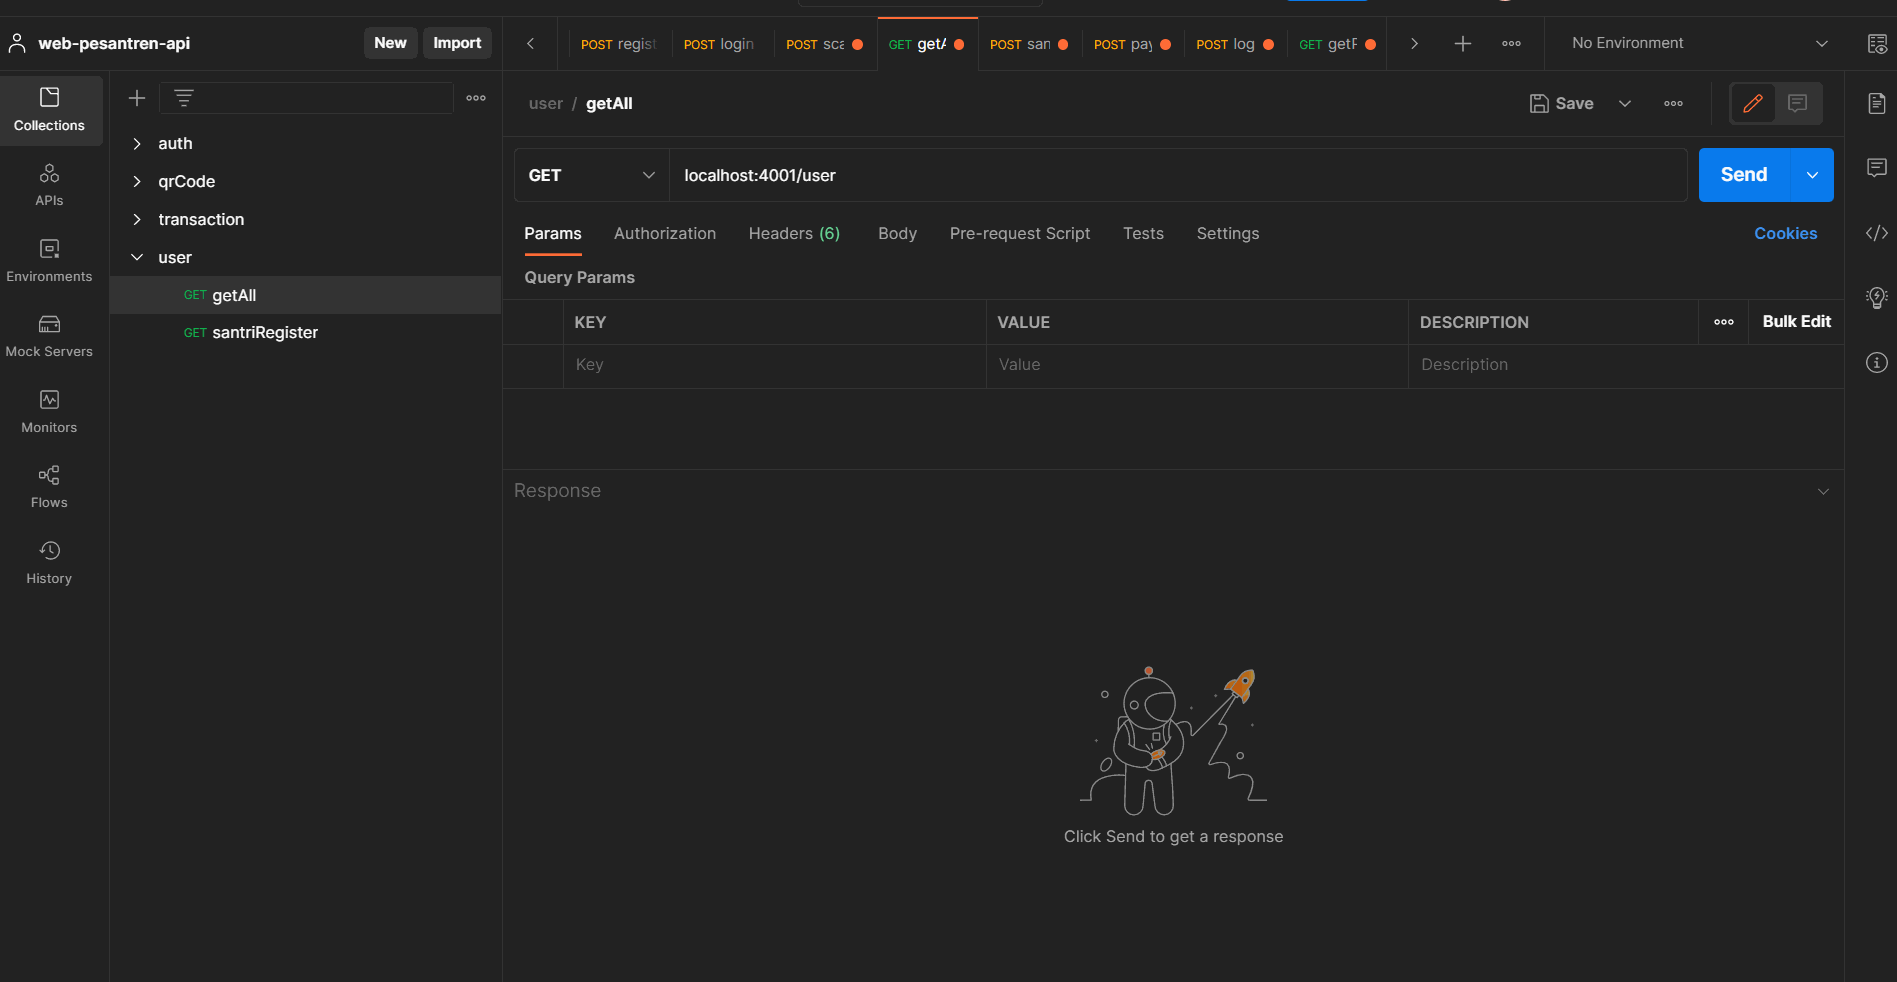 web-pesantren-api
New
Import
POST regist
POST login
POST sca
GET getA
POST san
POST pay
POST log
GET getF
No Environment
Collections
APIs
Environments
Mock Servers
Monitors
Flows
History
auth
qrCode
transaction
user
GET getAll
GET santriRegister
user / getAll
Save
GET
localhost:4001/user
Send
Params
Authorization
Headers (6)
Body
Pre-request Script
Tests
Settings
Cookies
Query Params
KEY
VALUE
DESCRIPTION
Bulk Edit
Key
Value
Description
Response
Click Send to get a response